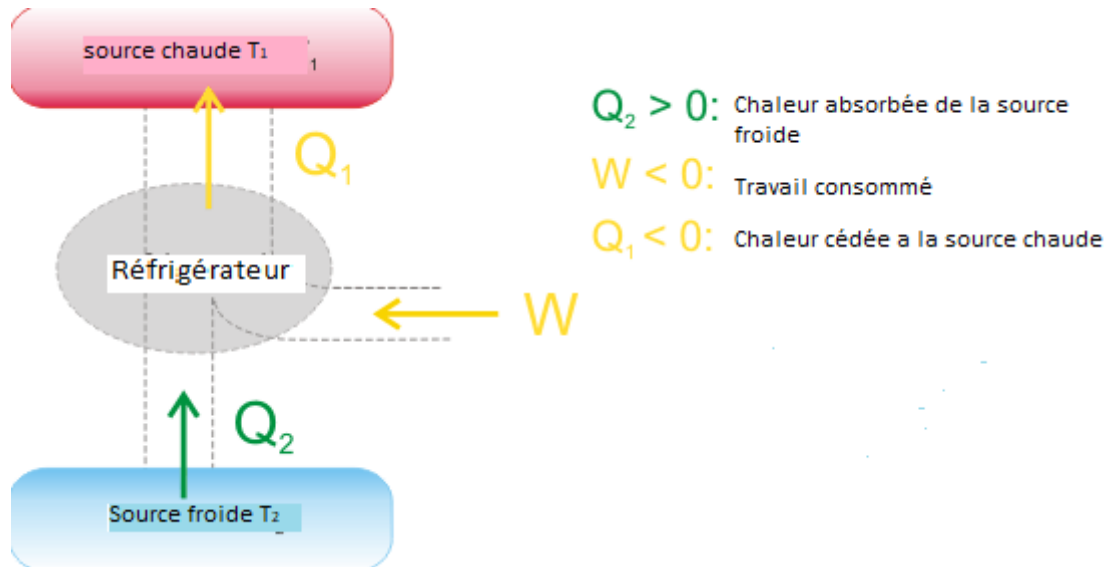 source chaude T₁
1
Q₂ > 0: Chaleur absorbée de la source
froide
Q₁
W < 0: Travail consommé
Q₁ < 0: Chaleur cédée a la source chaude
Réfrigérateur
W
Q₂
Source froide T₂